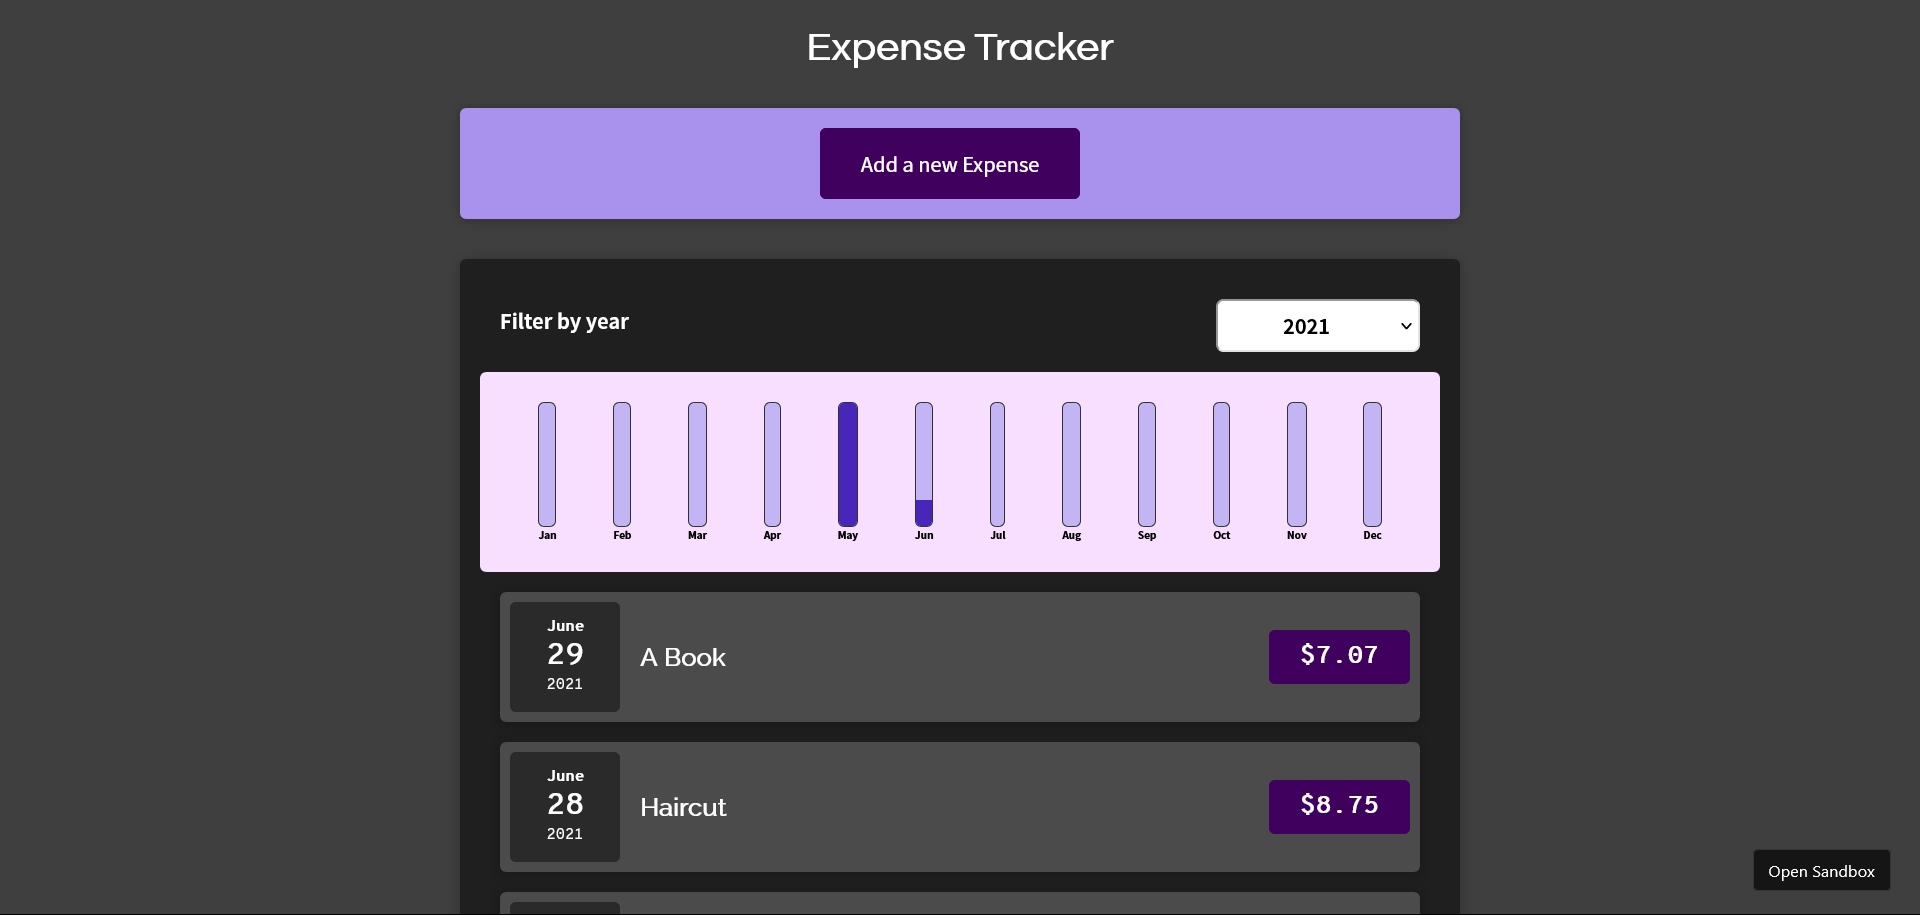 Expense Tracker
Add a new Expense
Filter by year
2021
Jan Feb Mar Apr May Jun Jul Aug Sep Oct Nov Dec
June
29
2021
A Book
$7.07
June
28
2021
Haircut
$8.75
Open Sandbox